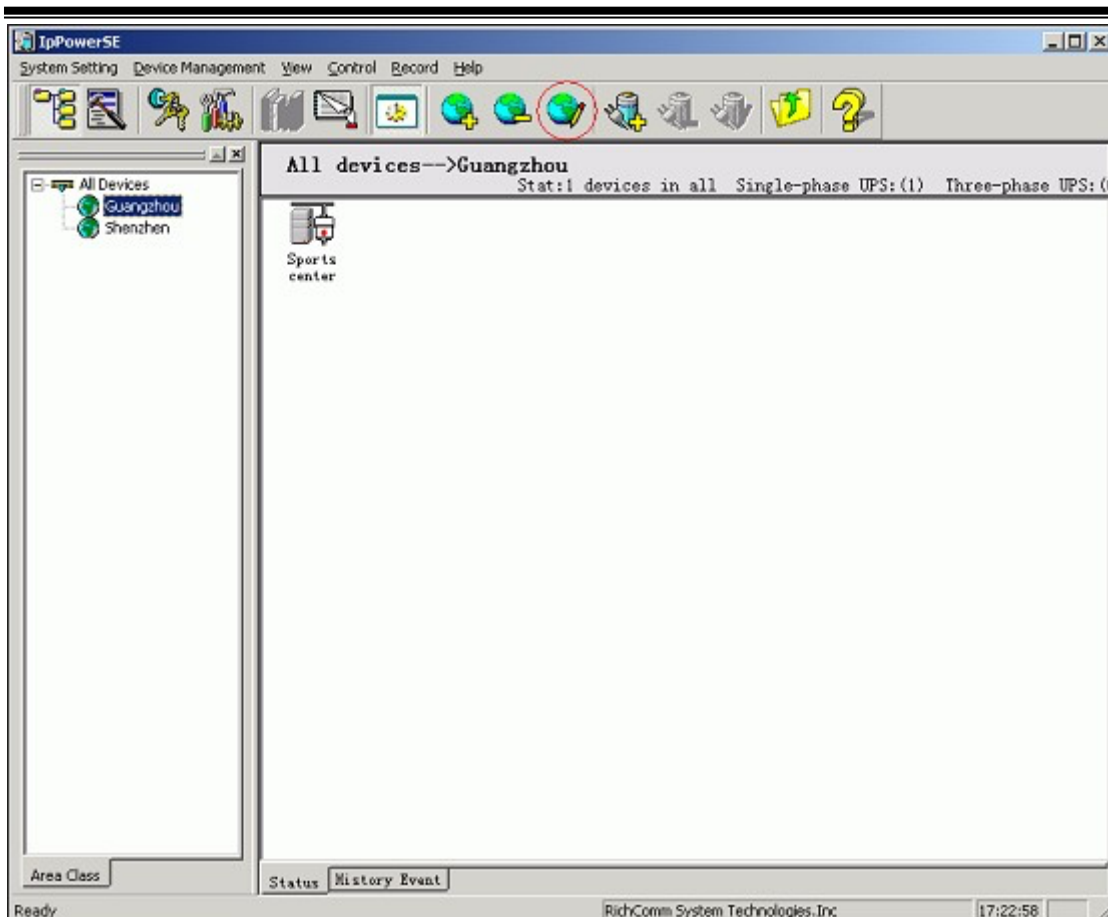 IpPowerSE
System Setting Device Management View Control Record Help
All devices-->Guangzhou
Stat:1 devices in all Single-phase UPS:(1) Three-phase UPS:(
All Devices
Guangzhou
Shenzhen
Sports
center
Area Class
Status History Event
Ready RichComm System Technologies.Inc 17:22:58